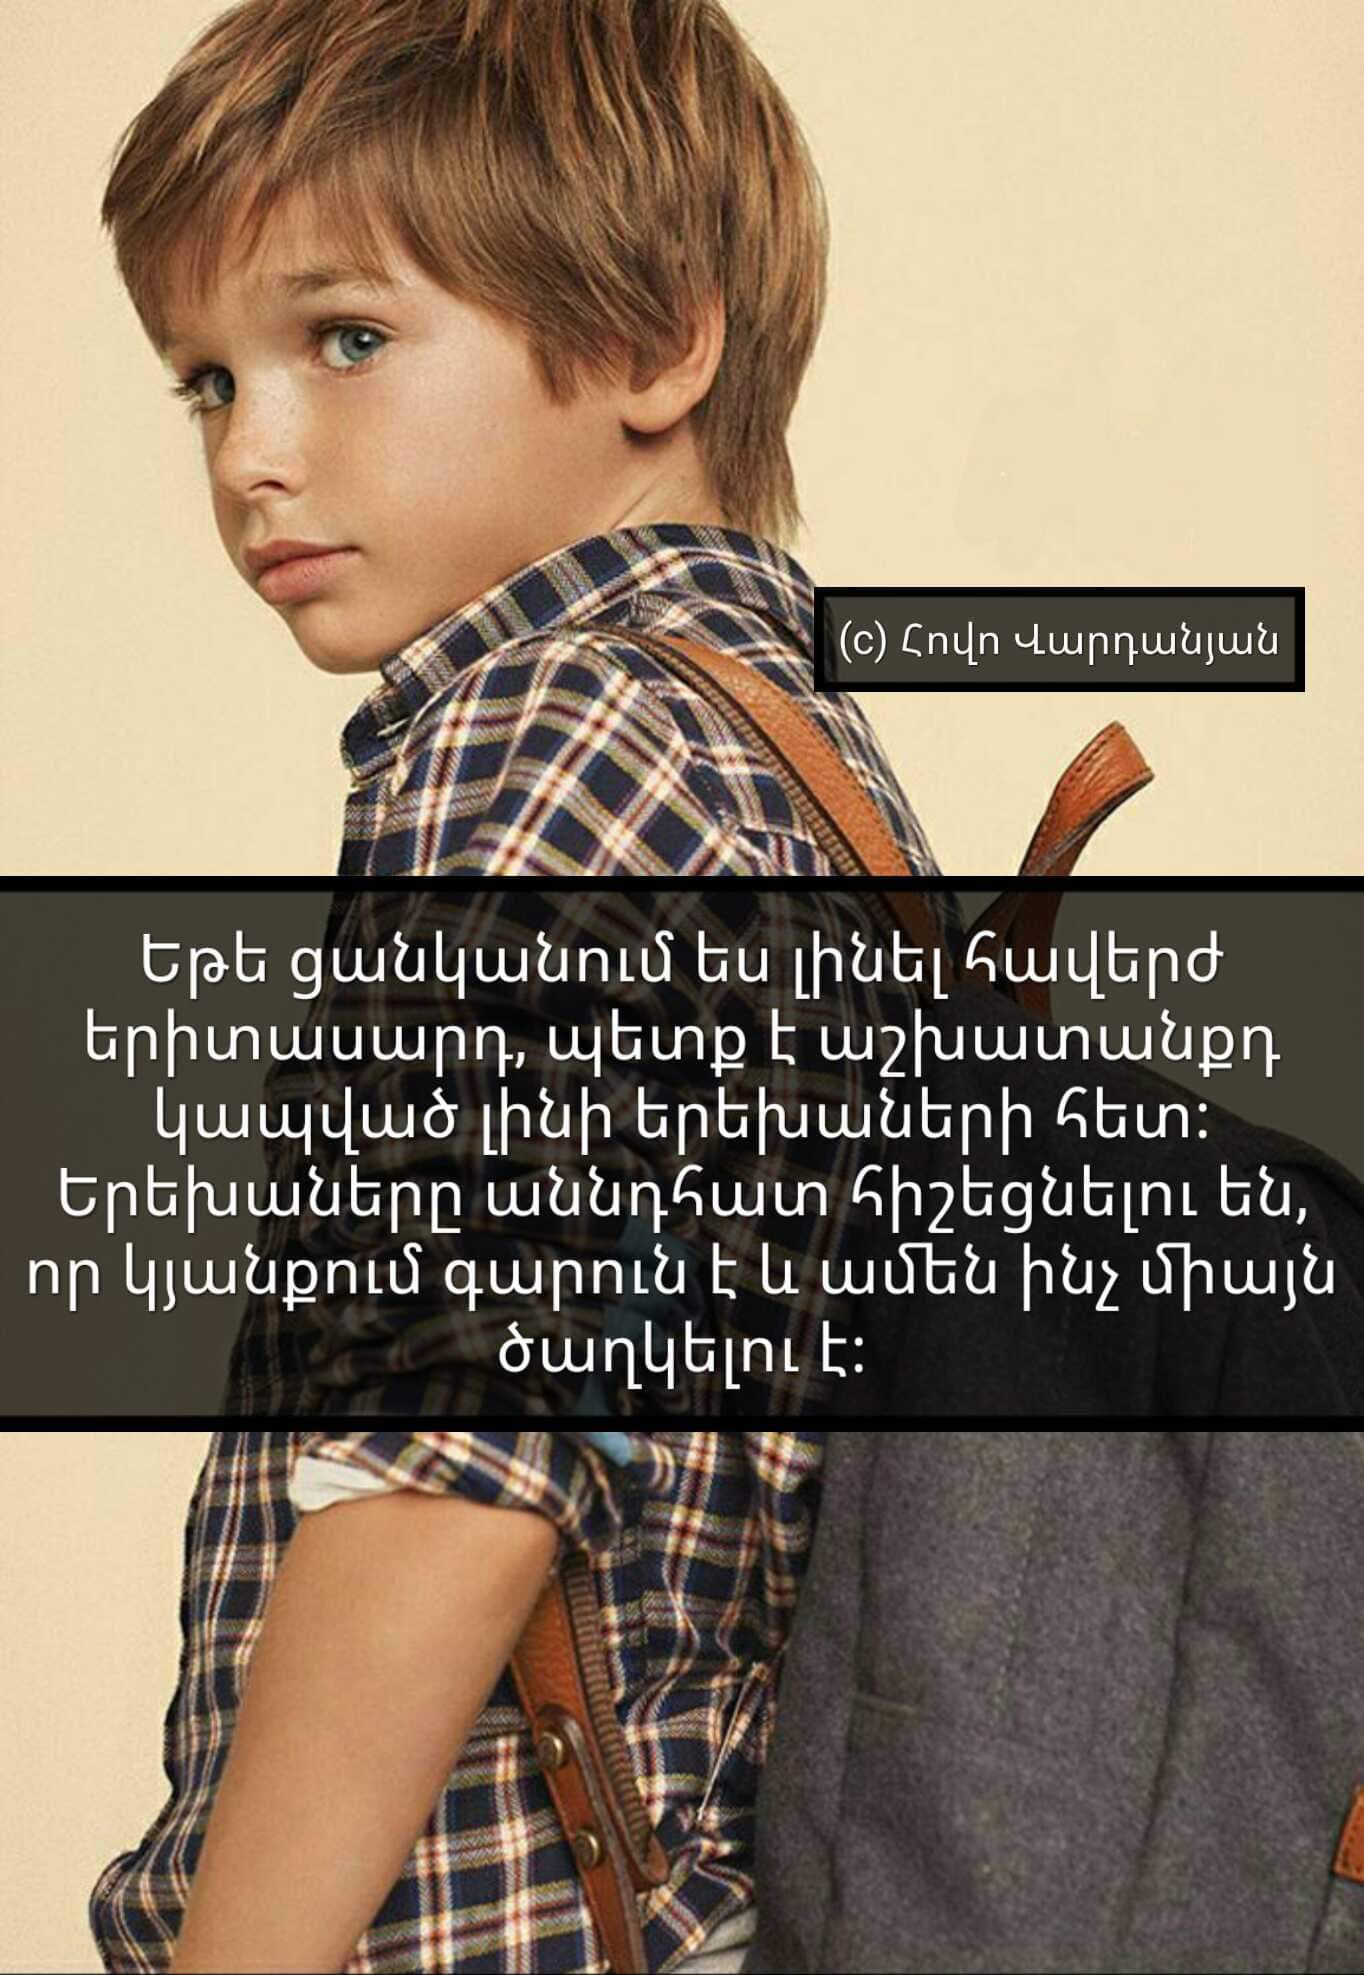 (c) Հովո Վարդանյան
Եթե ցանկանում ես լինել հավերժ
երիտասարդ, պետք է աշխատանքդ
կապված լինի երեխաների հետ:
Երեխաները աննդհատ հիշեցնելու են,
որ կյանքում գարուն է և ամեն ինչ միայն
ծաղկելու է: